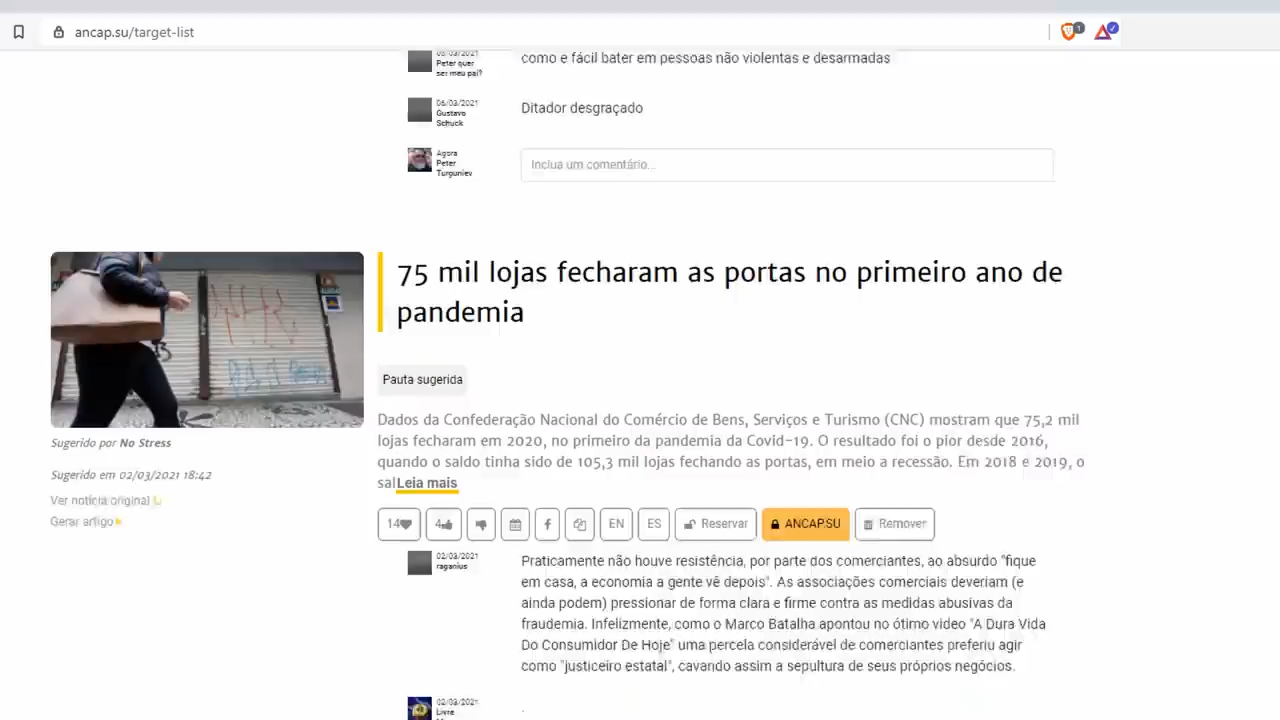 ancap.su/target-list
1
Peter quer
ser meu pai?
como e fácil bater em pessoas não violentas e desarmadas
06/03/2021
Gustavo
Schuck
Ditador desgraçado
Agora
Peter
Turguniev
Inclua um comentário...
75 mil lojas fecharam as portas no primeiro ano de
pandemia
Pauta sugerida
Dados da Confederação Nacional do Comércio de Bens, Serviços e Turismo (CNC) mostram que 75,2 mil
lojas fecharam em 2020, no primeiro da pandemia da Covid-19. O resultado foi o pior desde 2016,
quando o saldo tinha sido de 105,3 mil lojas fechando as portas, em meio a recessão. Em 2018 e 2019, o
salLeia mais
Sugerido por No Stress
Sugerido em 02/03/2021 18:42
Ver notícia original
Gerar artigo
14 4 EN ES Reservar ANCAP.SU Remover
02/03/2021
raganius
Praticamente não houve resistência, por parte dos comerciantes, ao absurdo "fique
em casa, a economia a gente vê depois". As associações comerciais deveriam (e
ainda podem) pressionar de forma clara e firme contra as medidas abusivas da
fraudemia. Infelizmente, como o Marco Batalha apontou no ótimo video "A Dura Vida
Do Consumidor De Hoje" uma percela considerável de comerciantes preferiu agir
como "justiceiro estatal", cavando assim a sepultura de seus próprios negócios.
02/03/2021
Livre
.